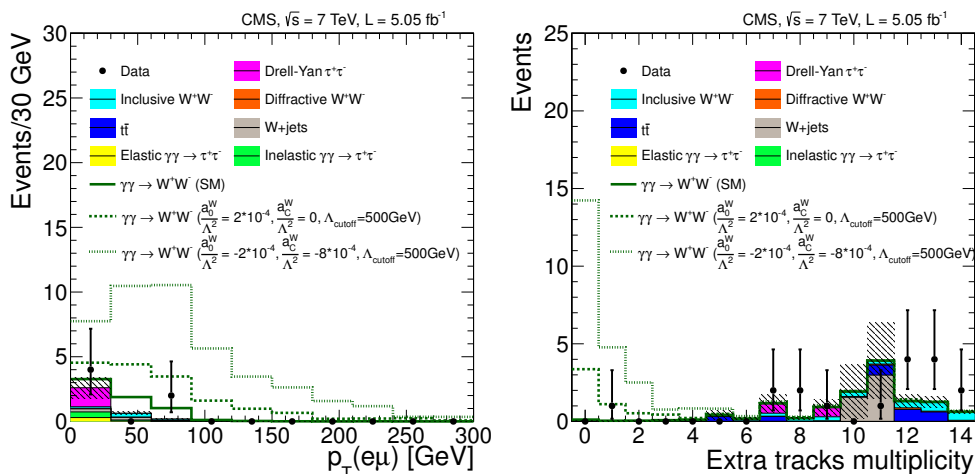 CMS, √s = 7 TeV, L = 5.05 fb⁻¹
Events/30 GeV
30
25
20
15
10
5
0
Data
Drell-Yan τ⁺τ⁻
Inclusive W⁺W⁻
Diffractive W⁺W⁻
tt̄
W+jets
Elastic γγ → τ⁺τ⁻
Inelastic γγ → τ⁺τ⁻
γγ → W⁺W⁻ (SM)
γγ → W⁺W⁻ (a₀ᵂ/Λ² = 2*10⁻⁴, a_Cᵂ/Λ² = 0, Λcutoff=500GeV)
γγ → W⁺W⁻ (a₀ᵂ/Λ² = -2*10⁻⁴, a_Cᵂ/Λ² = -8*10⁻⁴, Λcutoff=500GeV)
0 50 100 150 200 250 300
p_T(eμ) [GeV]
CMS, √s = 7 TeV, L = 5.05 fb⁻¹
Events
25
20
15
10
5
0
Data
Drell-Yan τ⁺τ⁻
Inclusive W⁺W⁻
Diffractive W⁺W⁻
tt̄
W+jets
Elastic γγ → τ⁺τ⁻
Inelastic γγ → τ⁺τ⁻
γγ → W⁺W⁻ (SM)
γγ → W⁺W⁻ (a₀ᵂ/Λ² = 2*10⁻⁴, a_Cᵂ/Λ² = 0, Λcutoff=500GeV)
γγ → W⁺W⁻ (a₀ᵂ/Λ² = -2*10⁻⁴, a_Cᵂ/Λ² = -8*10⁻⁴, Λcutoff=500GeV)
0 2 4 6 8 10 12 14
Extra tracks multiplicity